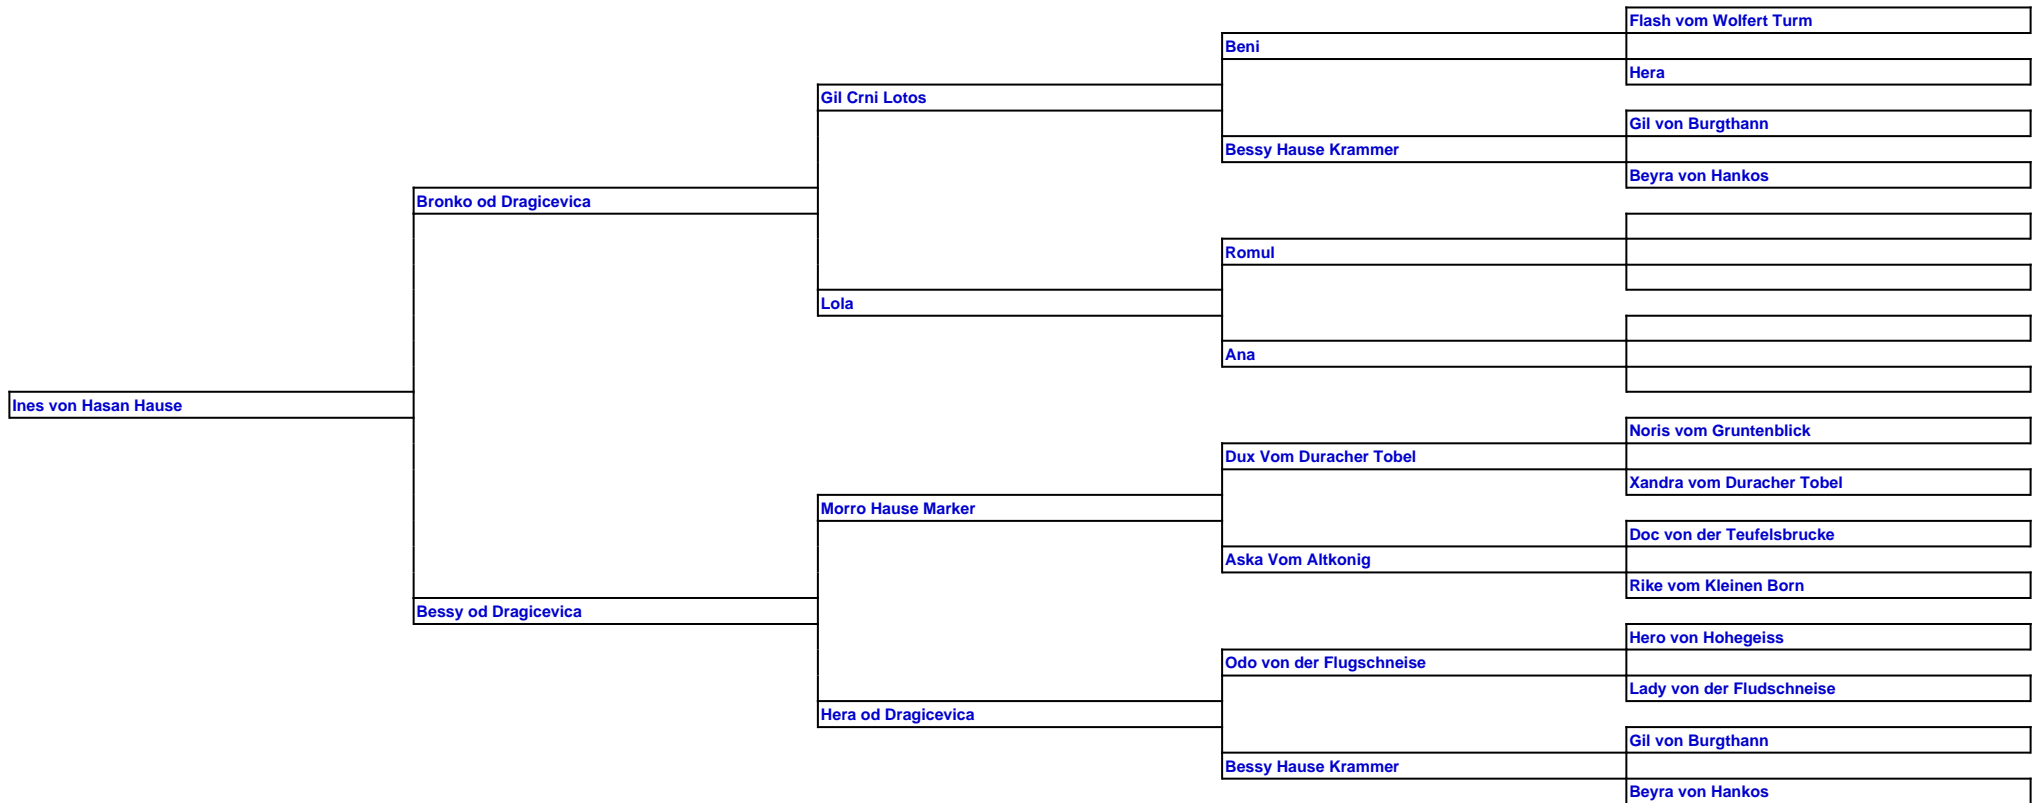 Flash vom Wolfert Turm
Beni
Hera
Gil Crni Lotos
Gil von Burgthann
Bessy Hause Krammer
Beyra von Hankos
Bronko od Dragicevica
Romul
Lola
Ana
Ines von Hasan Hause
Noris vom Gruntenblick
Dux Vom Duracher Tobel
Xandra vom Duracher Tobel
Morro Hause Marker
Doc von der Teufelsbrucke
Aska Vom Altkonig
Rike vom Kleinen Born
Bessy od Dragicevica
Hero von Hohegeiss
Odo von der Flugschneise
Lady von der Fludschneise
Hera od Dragicevica
Gil von Burgthann
Bessy Hause Krammer
Beyra von Hankos